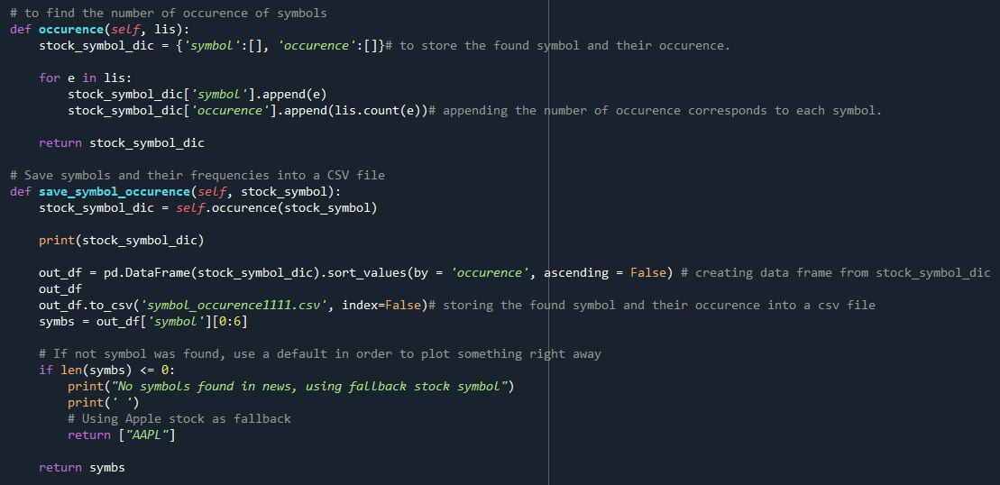 # to find the number of occurence of symbols
def occurence(self, lis):
    stock_symbol_dic = {'symbol':[], 'occurence':[]}# to store the found symbol and their occurence.

    for e in lis:
        stock_symbol_dic['symbol'].append(e)
        stock_symbol_dic['occurence'].append(lis.count(e))# appending the number of occurence corresponds to each symbol.

    return stock_symbol_dic

# Save symbols and their frequencies into a CSV file
def save_symbol_occurence(self, stock_symbol):
    stock_symbol_dic = self.occurence(stock_symbol)

    print(stock_symbol_dic)

    out_df = pd.DataFrame(stock_symbol_dic).sort_values(by = 'occurence', ascending = False) # creating data frame from stock_symbol_dic
    out_df
    out_df.to_csv('symbol_occurence1111.csv', index=False)# storing the found symbol and their occurence into a csv file
    symbs = out_df['symbol'][0:6]

    # If not symbol was found, use a default in order to plot something right away
    if len(symbs) <= 0:
        print("No symbols found in news, using fallback stock symbol")
        print(' ')
        # Using Apple stock as fallback
        return ["AAPL"]

    return symbs